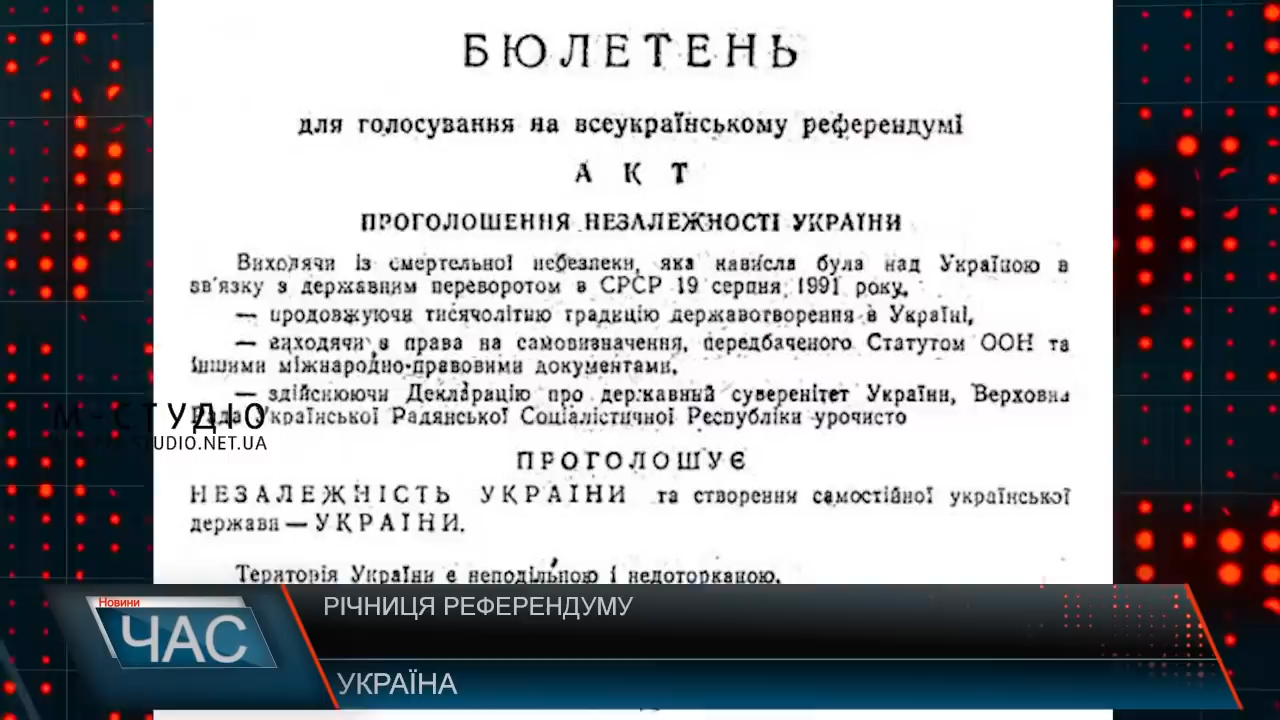 БЮЛЕТЕНЬ
для голосування на всеукраїнському референдумі
АКТ
ПРОГОЛОШЕННЯ НЕЗАЛЕЖНОСТІ УКРАЇНИ
Виходячи із смертельної небезпеки, яка нависла була над Україною в
зв'язку з державним переворотом в СРСР 19 серпня 1991 року,
— продовжуючи тисячолітню традицію державотворення в Україні,
— виходячи з права на самовизначення, передбаченого Статутом ООН та
іншими міжнародно-правовими документами,
— здійснюючи Декларацію про державний суверенітет України, Верховна
Рада Української Радянської Соціалістичної Республіки урочисто
М-СТУДІО
STUDIO.NET.UA
ПРОГОЛОШУЄ
НЕЗАЛЕЖНІСТЬ УКРАЇНИ та створення самостійної української
держави — УКРАЇНИ.
Територія України є неподільною і недоторканою.
Новини
ЧАС
РІЧНИЦЯ РЕФЕРЕНДУМУ
УКРАЇНА